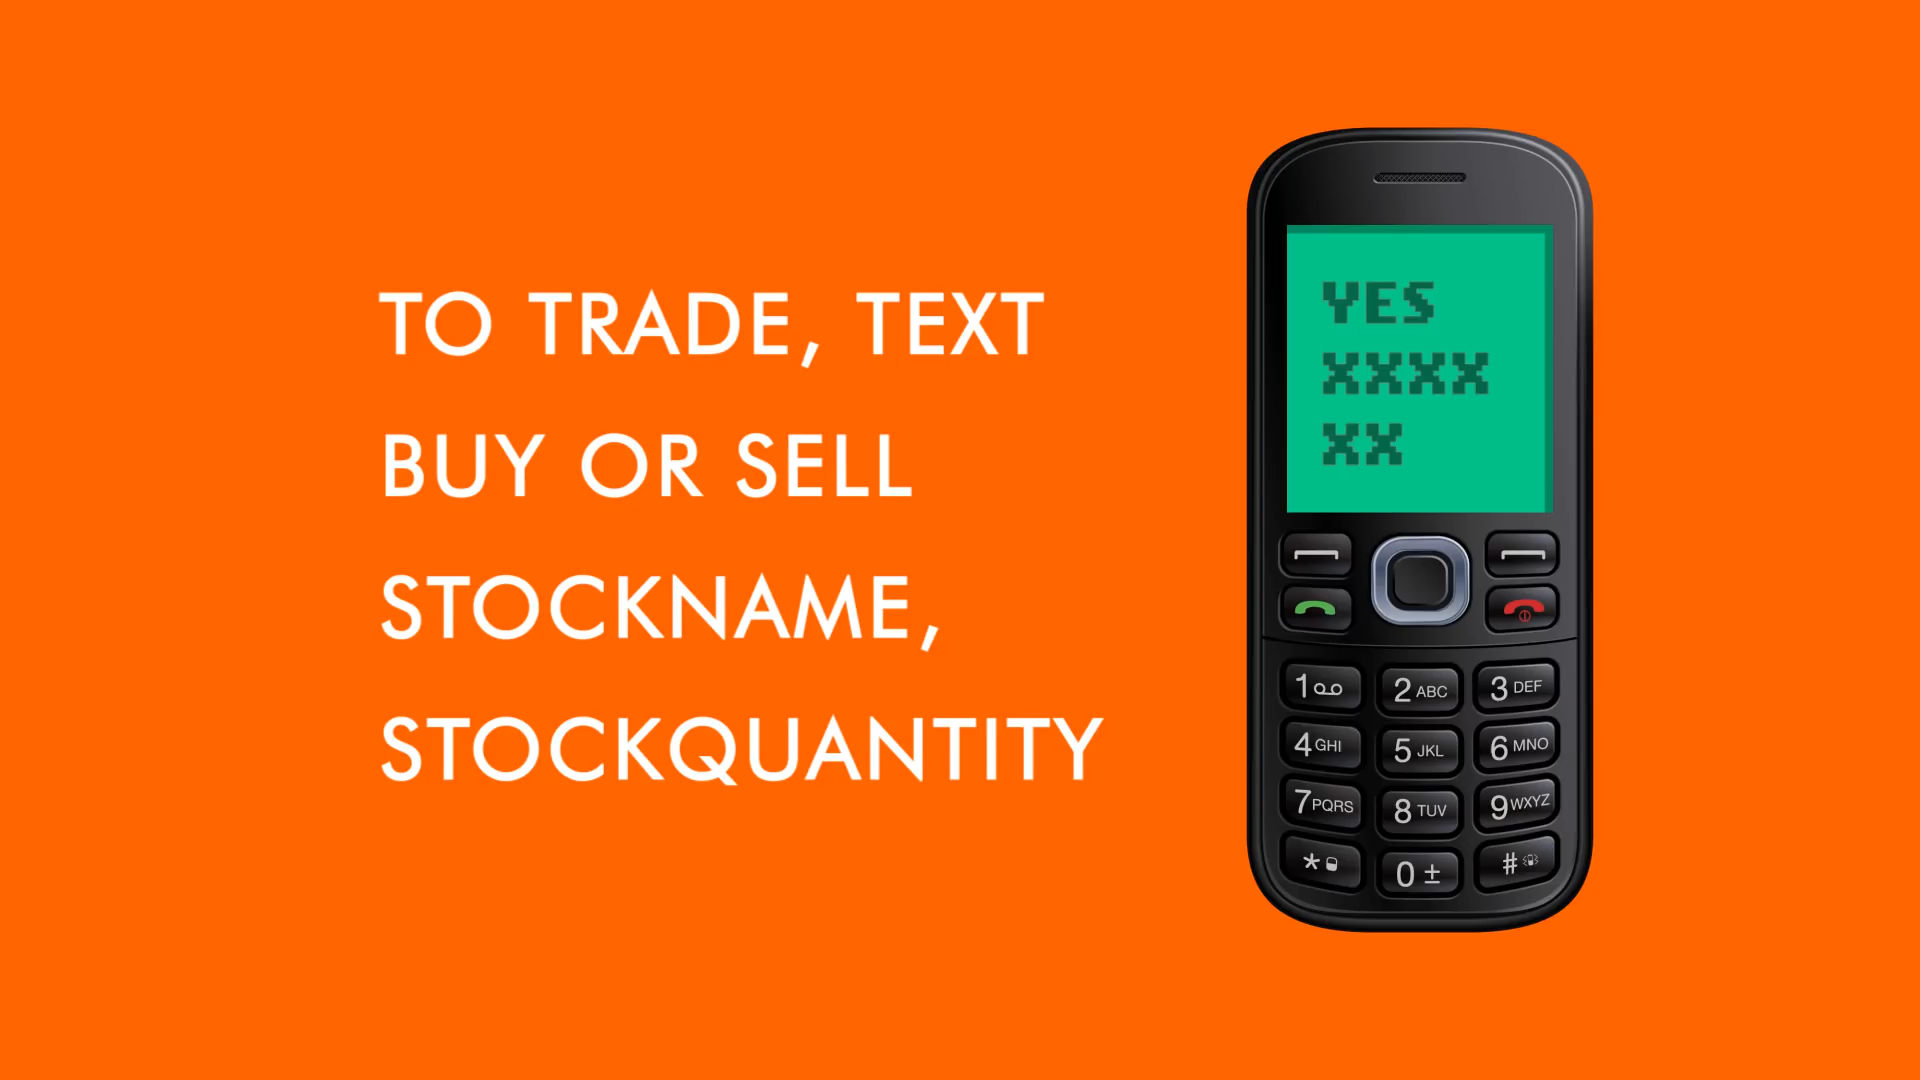 TO TRADE, TEXT
BUY OR SELL
STOCKNAME,
STOCKQUANTITY
YES
XXXX
XX
1
2 ABC
3 DEF
4 GHI
5 JKL
6 MNO
7 PQRS
8 TUV
9 WXYZ
*
0 ±
#